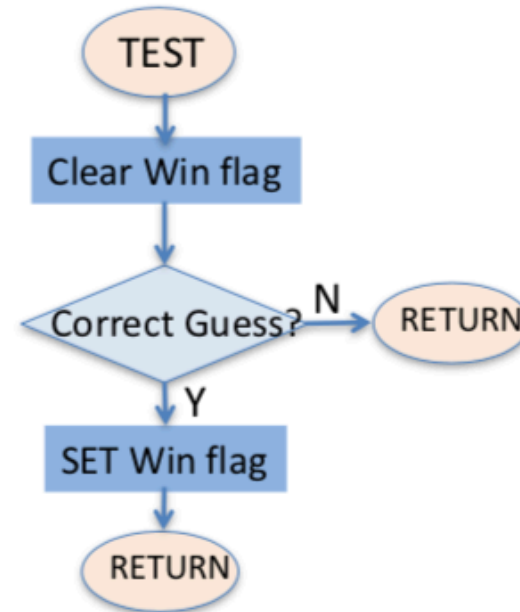 TEST
Clear Win flag
Correct Guess?
N
RETURN
Y
SET Win flag
RETURN